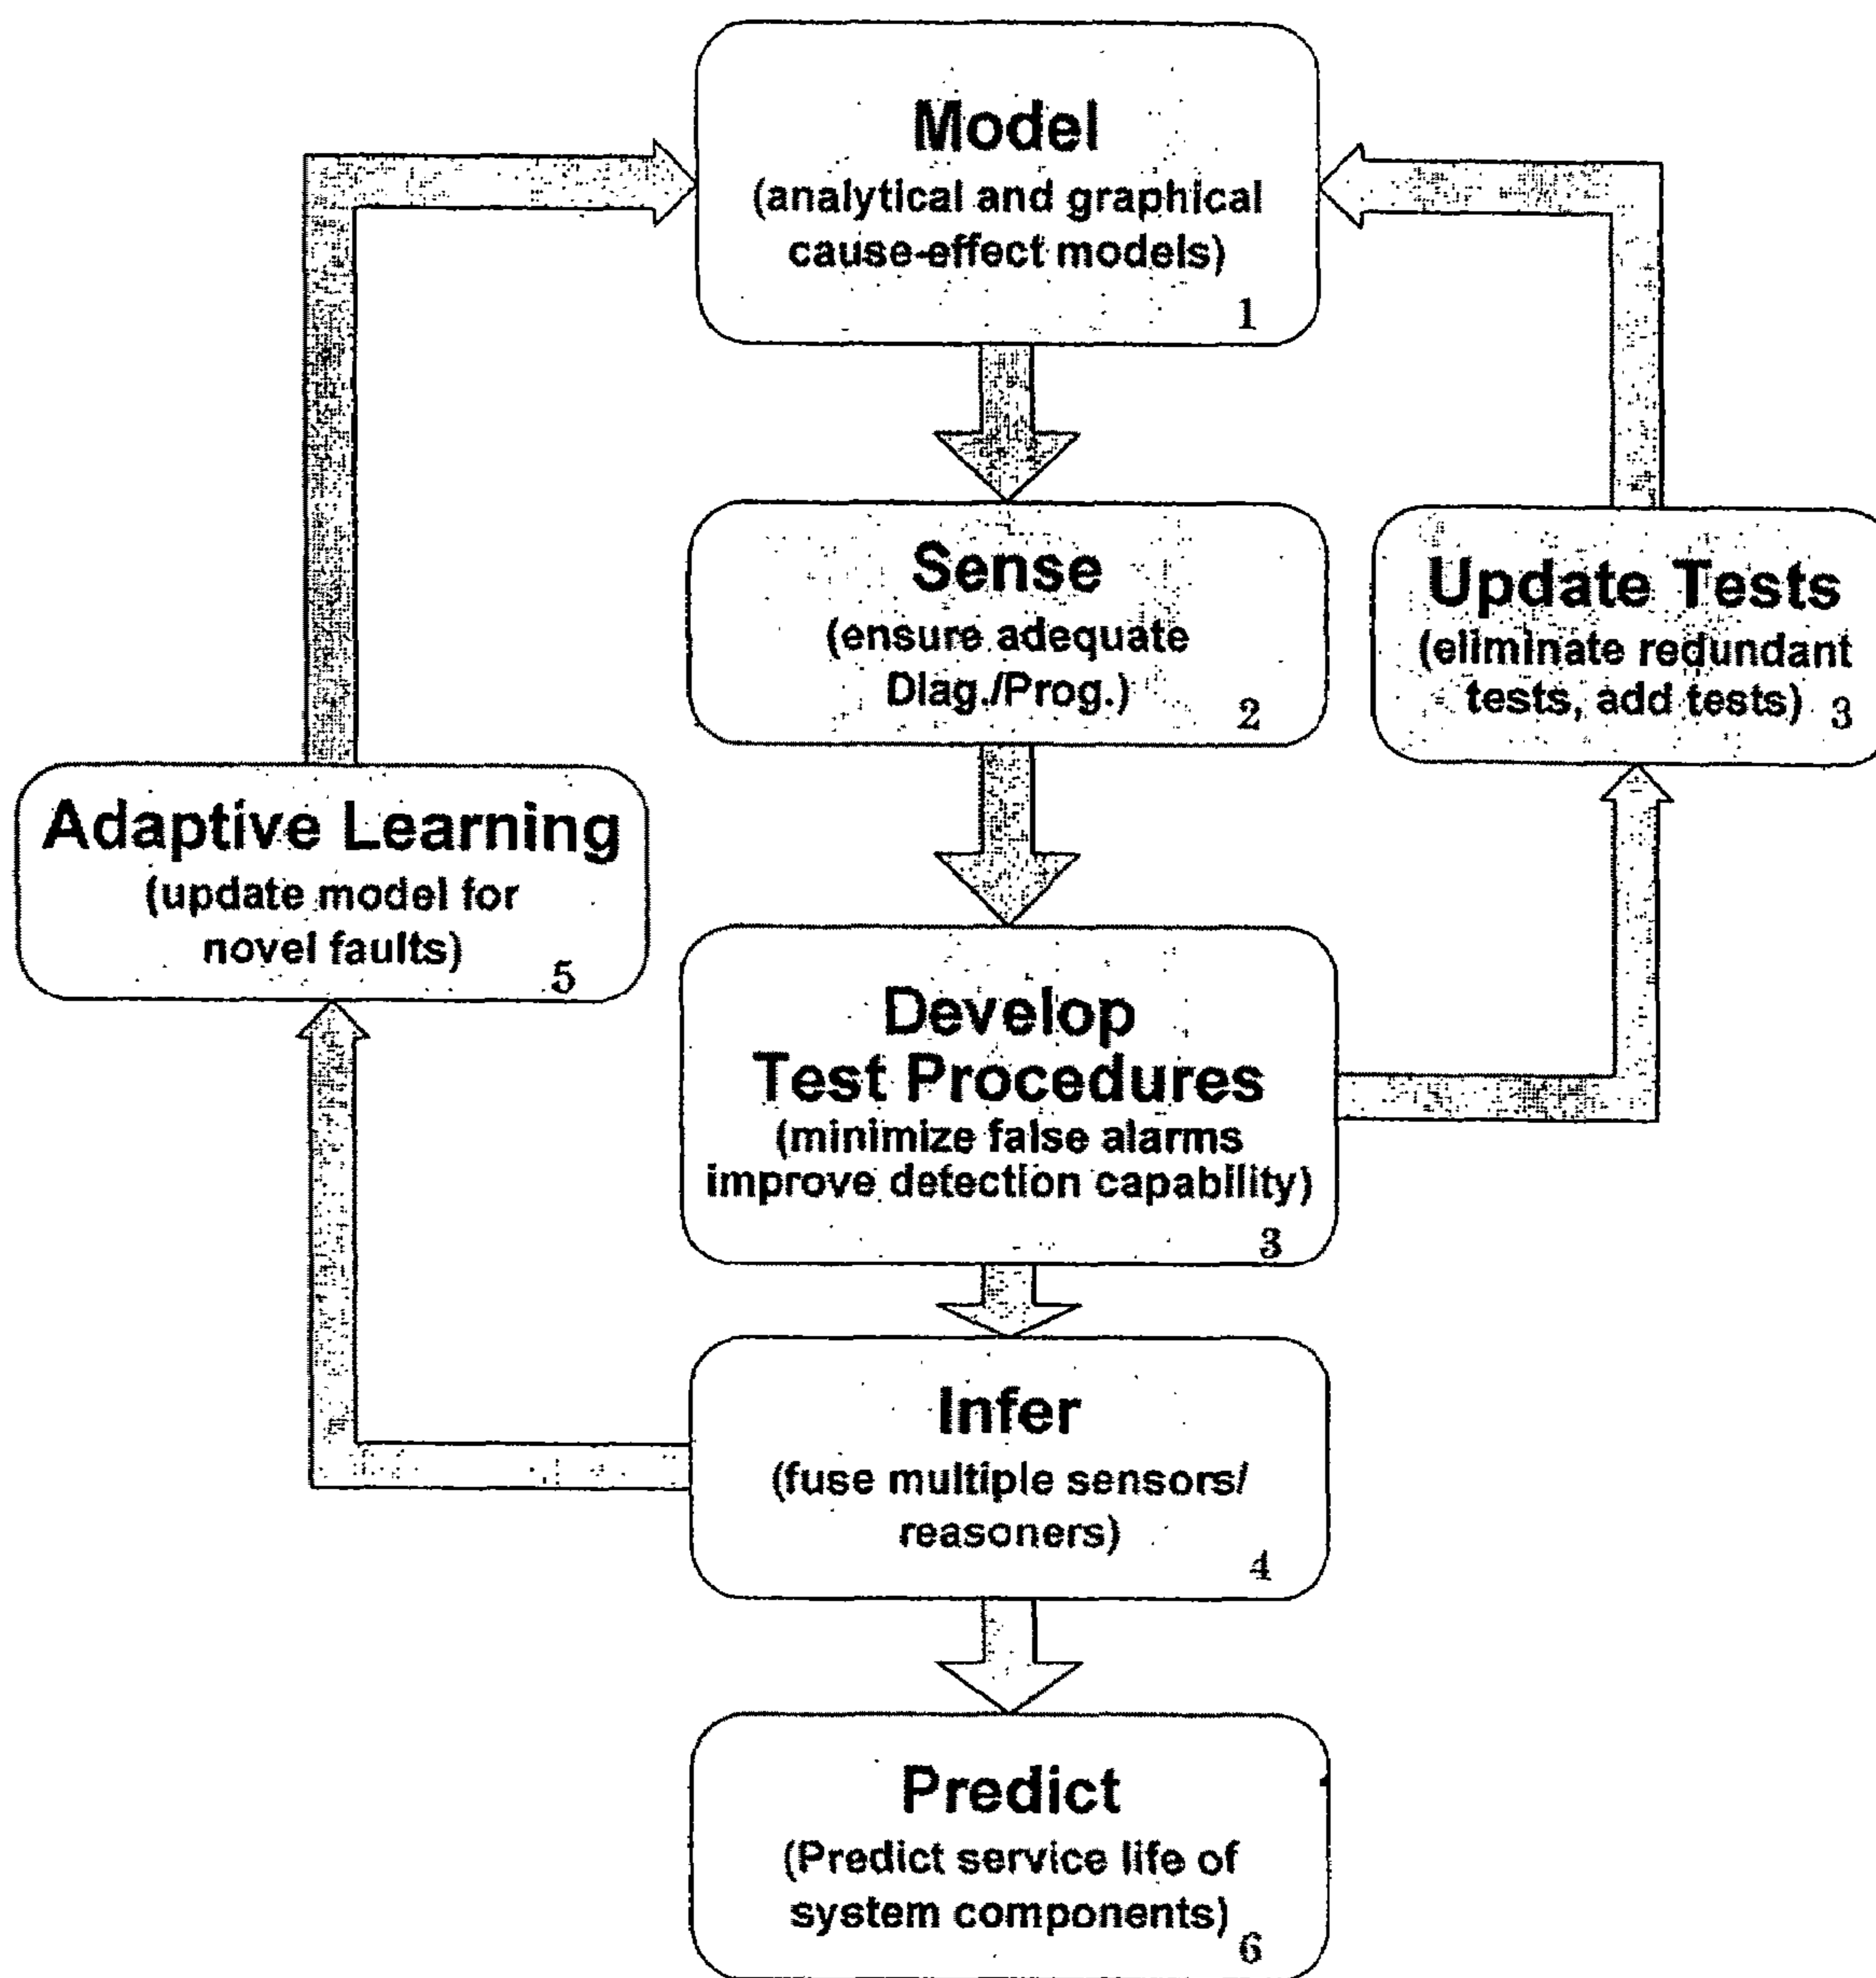 Model
(analytical and graphical
cause-effect models)
1
Sense
(ensure adequate
Diag./Prog.)
2
Update Tests
(eliminate redundant
tests, add tests)
3
Adaptive Learning
(update model for
novel faults)
5
Develop
Test Procedures
(minimize false alarms
improve detection capability)
3
Infer
(fuse multiple sensors/
reasoners)
4
Predict
(Predict service life of
system components)
6